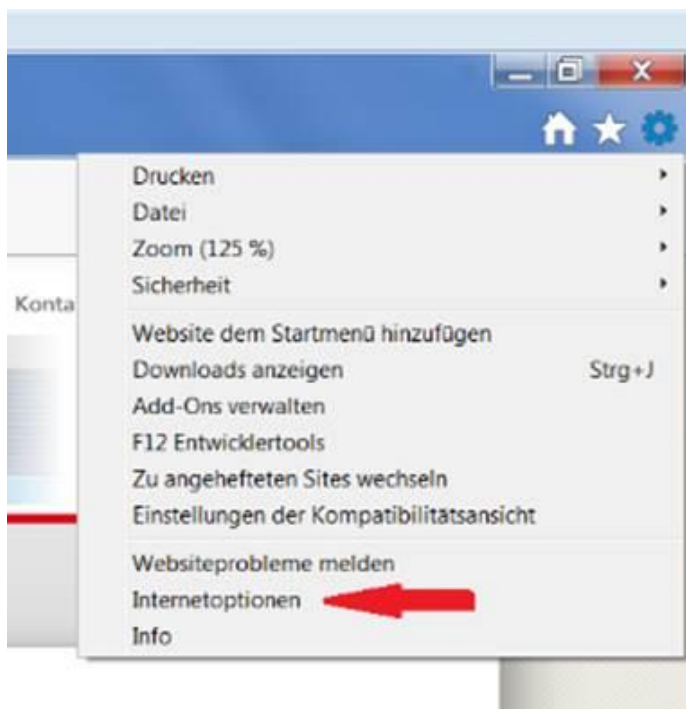 Drucken
Datei
Zoom (125 %)
Sicherheit
Konta
Website dem Startmenü hinzufügen
Downloads anzeigen Strg+J
Add-Ons verwalten
F12 Entwicklertools
Zu angehefteten Sites wechseln
Einstellungen der Kompatibilitätsansicht
Websiteprobleme melden
Internetoptionen
Info